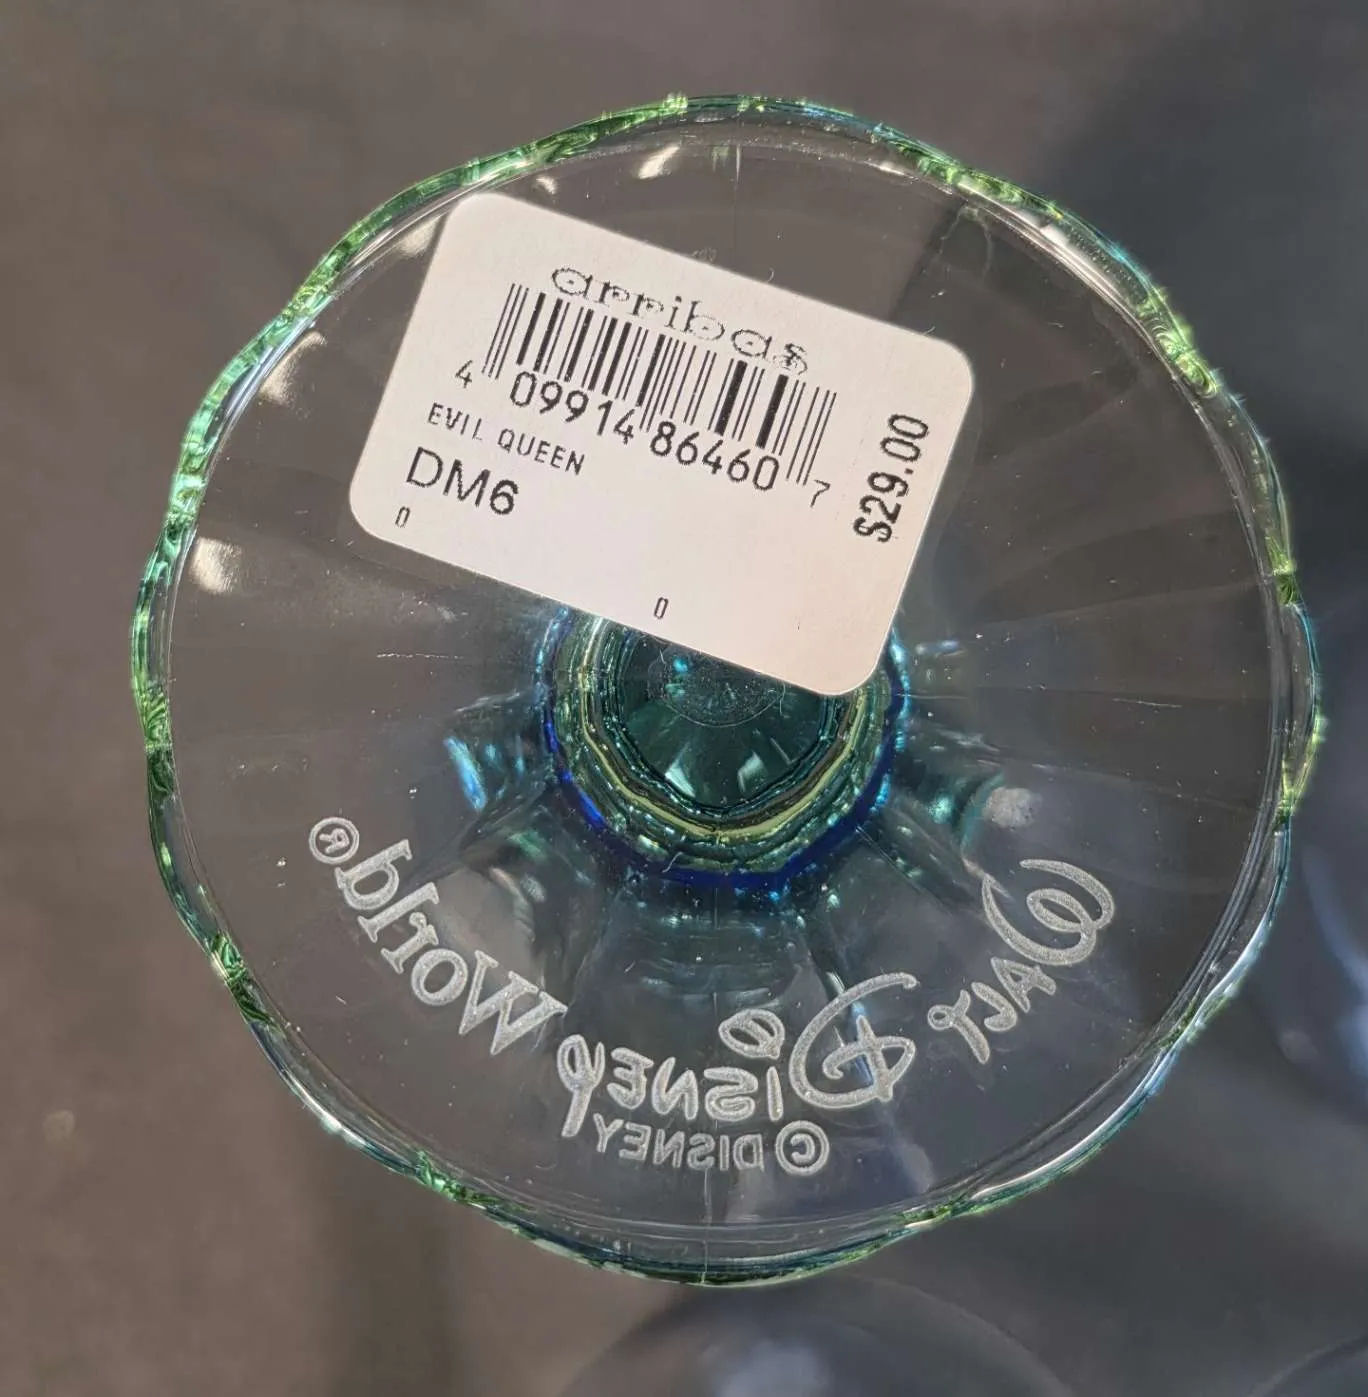 arribas
4 09914 86460 7
EVIL QUEEN
DM6
$29.00
0
0
Walt Disney World®
© DISNEY